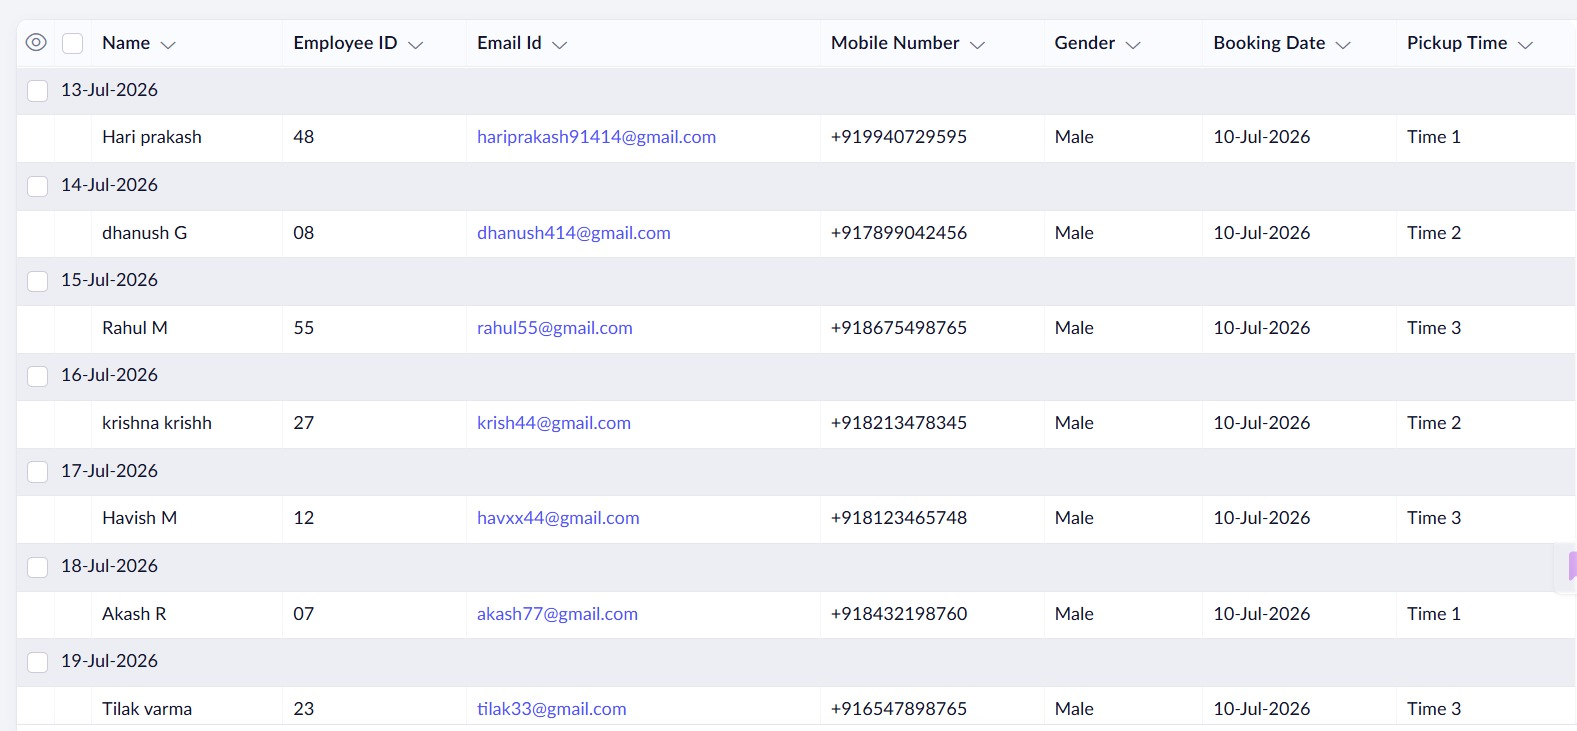 Name Employee ID Email Id Mobile Number Gender Booking Date Pickup Time
13-Jul-2026
Hari prakash 48 hariprakash91414@gmail.com +919940729595 Male 10-Jul-2026 Time 1
14-Jul-2026
dhanush G 08 dhanush414@gmail.com +917899042456 Male 10-Jul-2026 Time 2
15-Jul-2026
Rahul M 55 rahul55@gmail.com +918675498765 Male 10-Jul-2026 Time 3
16-Jul-2026
krishna krishh 27 krish44@gmail.com +918213478345 Male 10-Jul-2026 Time 2
17-Jul-2026
Havish M 12 havxx44@gmail.com +918123465748 Male 10-Jul-2026 Time 3
18-Jul-2026
Akash R 07 akash77@gmail.com +918432198760 Male 10-Jul-2026 Time 1
19-Jul-2026
Tilak varma 23 tilak33@gmail.com +916547898765 Male 10-Jul-2026 Time 3